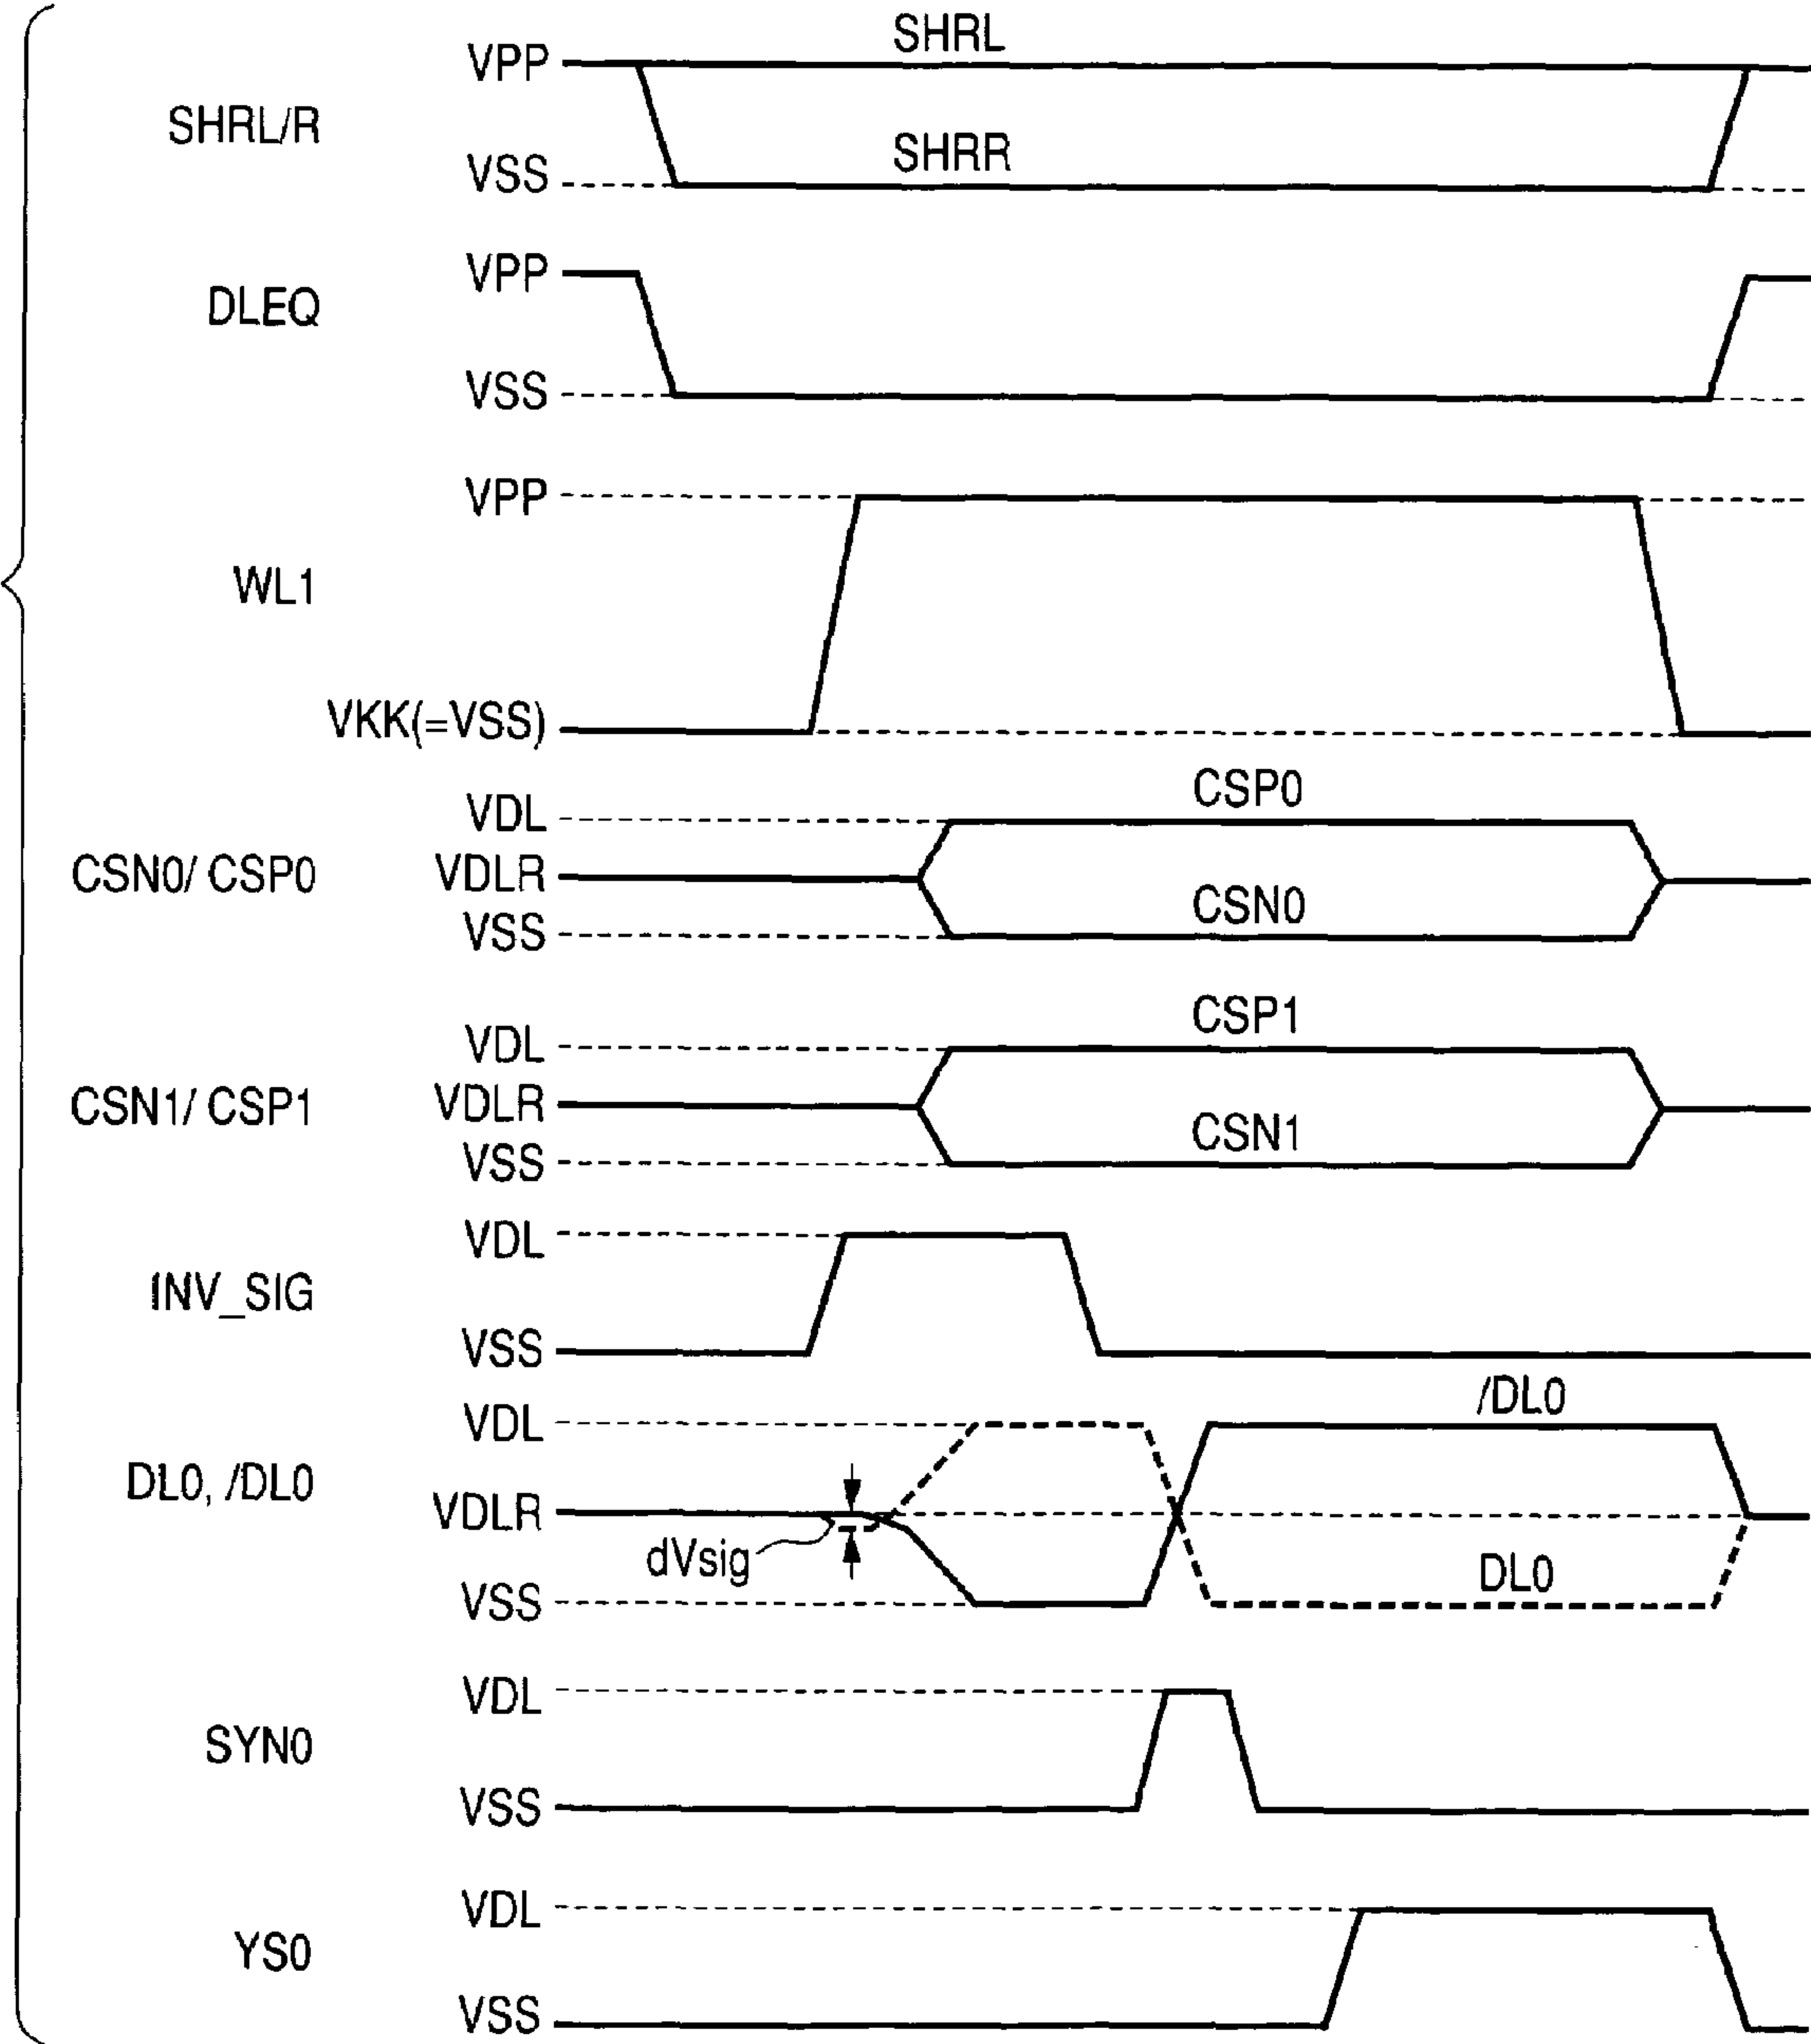 SHRL
VPP
SHRL/R
SHRR
VSS
VPP
DLEQ
VSS
VPP
WL1
VKK(=VSS)
CSP0
VDL
CSN0/ CSP0
VDLR
CSN0
VSS
CSP1
VDL
CSN1/ CSP1
VDLR
CSN1
VSS
VDL
INV_SIG
VSS
/DL0
VDL
DL0, /DL0
VDLR
dVsig
DL0
VSS
VDL
SYN0
VSS
VDL
YS0
VSS